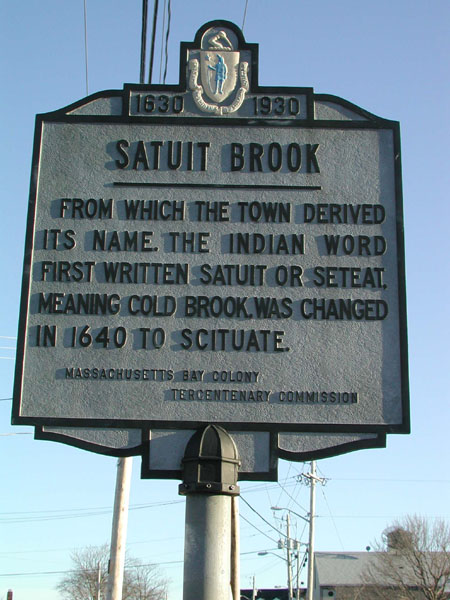 1630 1930
SATUIT BROOK
FROM WHICH THE TOWN DERIVED
ITS NAME. THE INDIAN WORD
FIRST WRITTEN SATUIT OR SETEAT,
MEANING COLD BROOK, WAS CHANGED
IN 1640 TO SCITUATE.
MASSACHUSETTS BAY COLONY
TERCENTENARY COMMISSION